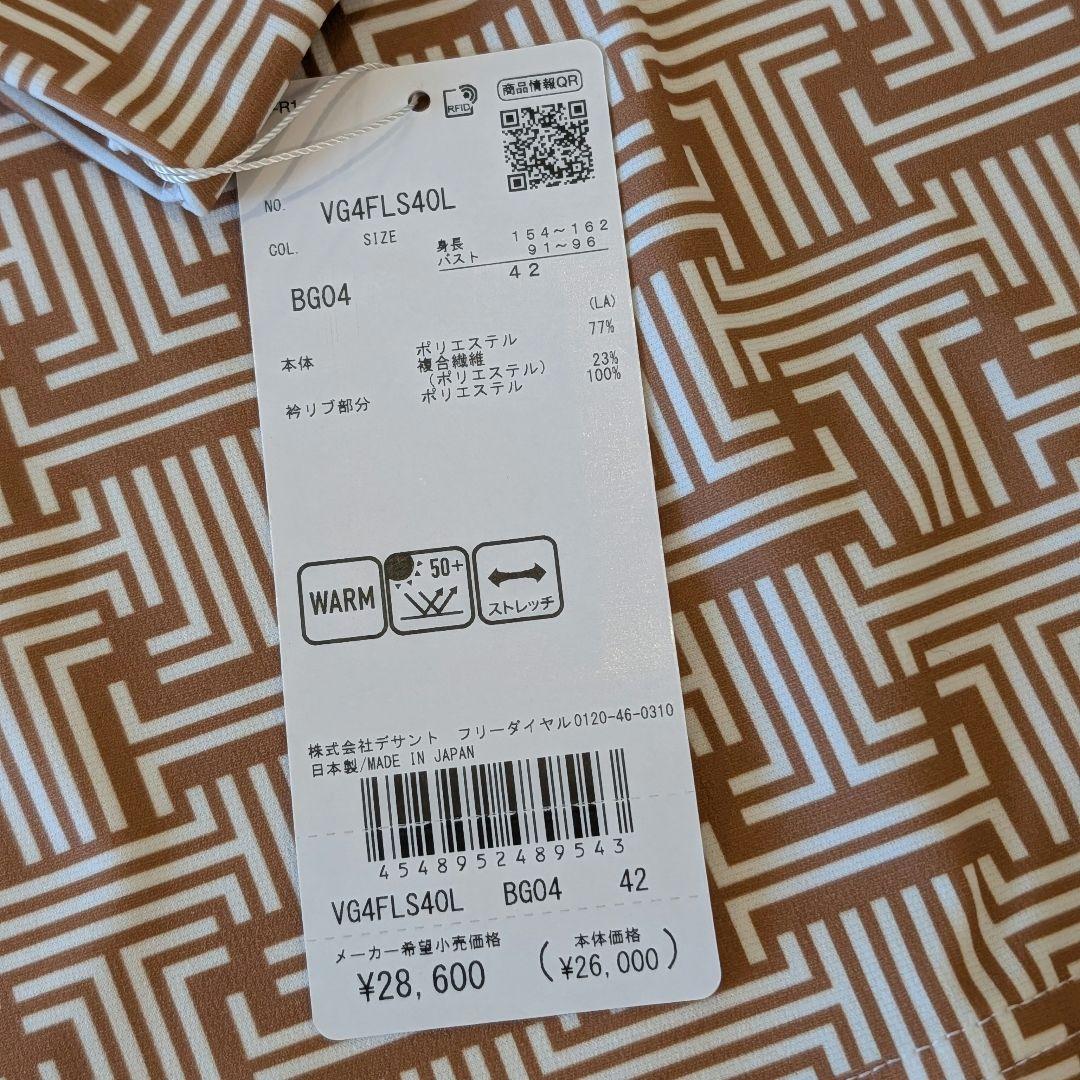 R1
RFID
商品情報QR
NO. VG4FLS40L
COL. SIZE
身長 154～162
バスト 91～96
42
BG04
(LA)
本体 ポリエステル 77%
複合繊維
(ポリエステル) 23%
衿リブ部分 ポリエステル 100%
WARM
50+
ストレッチ
株式会社デサント フリーダイヤル0120-46-0310
日本製/MADE IN JAPAN
4548952489543
VG4FLS40L BG04 42
メーカー希望小売価格
¥28,600
(本体価格
¥26,000)